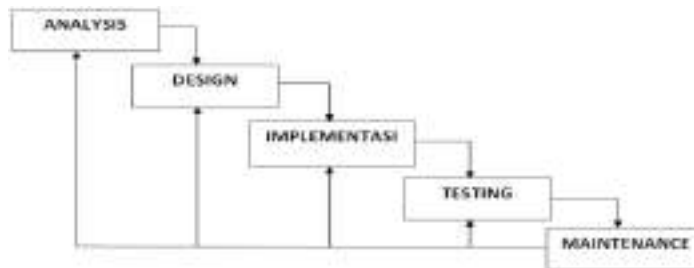 ANALYSIS
DESIGN
IMPLEMENTASI
TESTING
MAINTENANCE